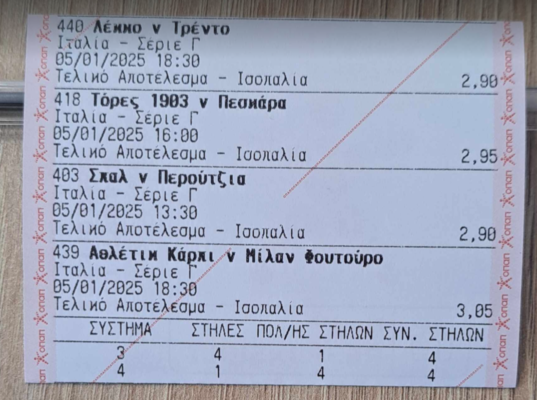 440 Λέκκο v Τρέντο
Ιταλία - Σέριε Γ
05/01/2025 18:30
Τελικό Αποτέλεσμα - Ισοπαλία 2,90
418 Τόρες 1903 v Πεσκάρα
Ιταλία - Σέριε Γ
05/01/2025 16:00
Τελικό Αποτέλεσμα - Ισοπαλία 2,95
403 Σπαλ v Περούτζια
Ιταλία - Σέριε Γ
05/01/2025 13:30
Τελικό Αποτέλεσμα - Ισοπαλία 2,90
439 Αθλέτικ Κάρπι v Μίλαν Φουτούρο
Ιταλία - Σέριε Γ
05/01/2025 18:30
Τελικό Αποτέλεσμα - Ισοπαλία 3,05
ΣΥΣΤΗΜΑ ΣΤΗΛΕΣ ΠΟΛ/ΗΣ ΣΤΗΛΩΝ ΣΥΝ. ΣΤΗΛΩΝ
3 4 1 4
4 1 4 4